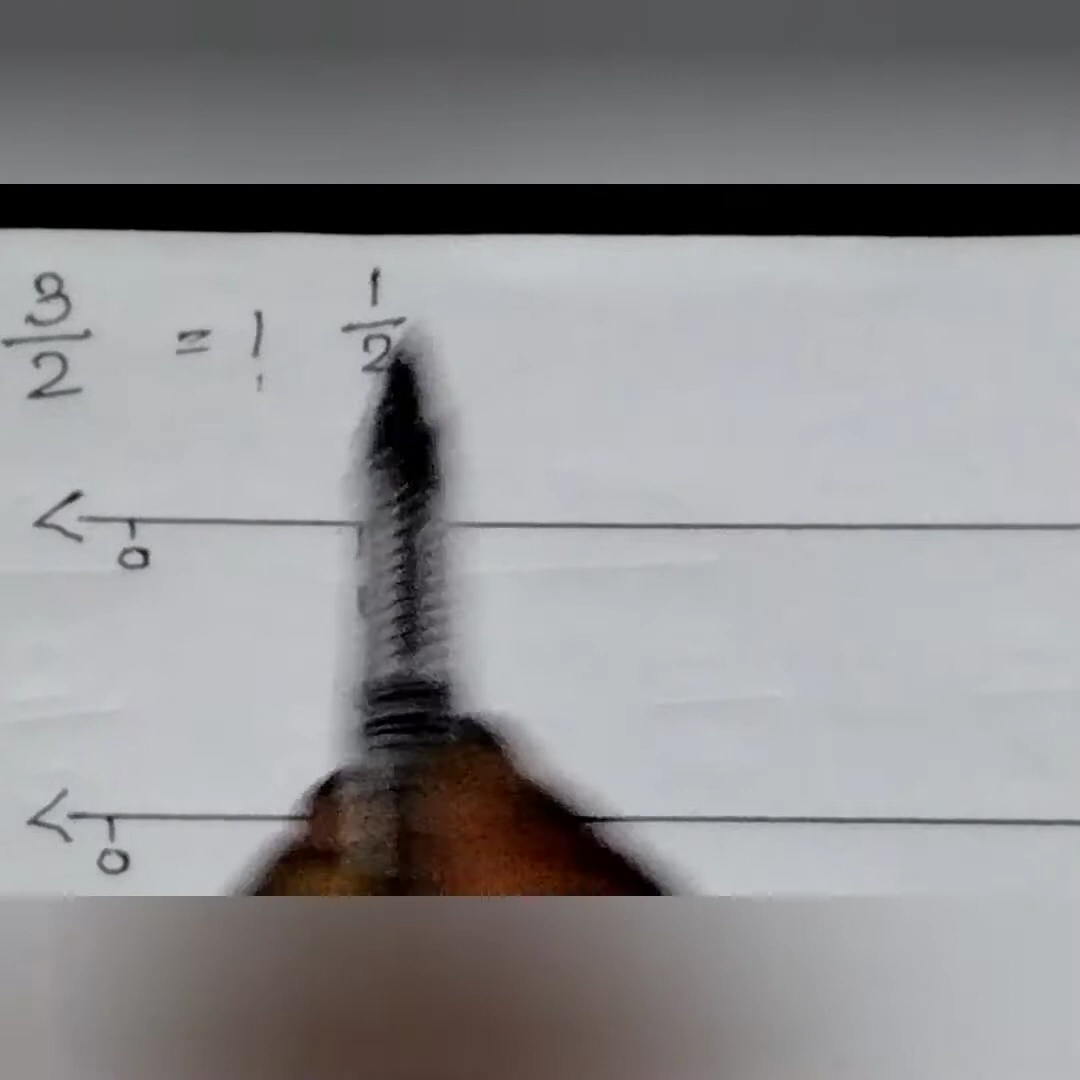 3/2 = 1 1/2
0
0